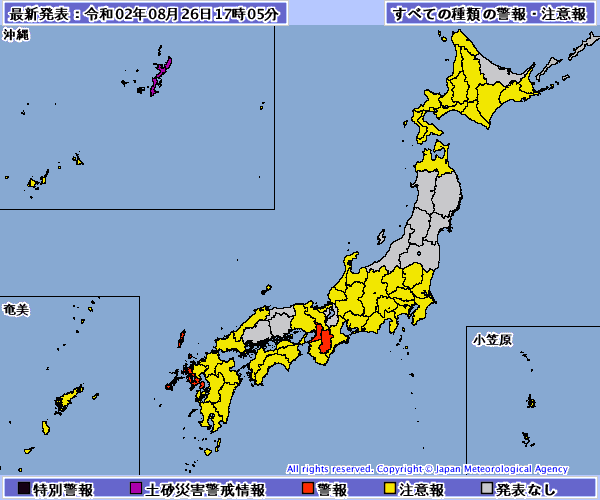 最新発表：令和02年08月26日17時05分
すべての種類の警報・注意報
沖縄
奄美
小笠原
All rights reserved. Copyright © Japan Meteorological Agency
特別警報 土砂災害警戒情報 警報 注意報 発表なし